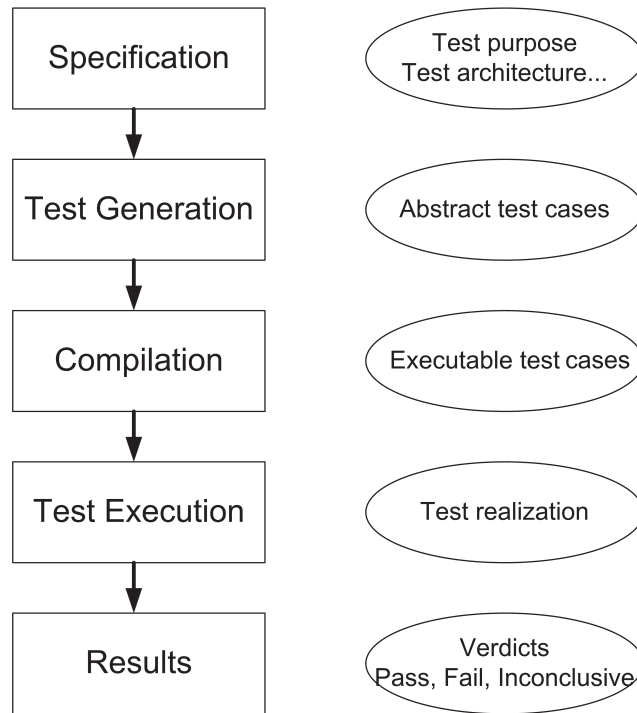 Specification
Test purpose
Test architecture...
Test Generation
Abstract test cases
Compilation
Executable test cases
Test Execution
Test realization
Results
Verdicts
Pass, Fail, Inconclusive